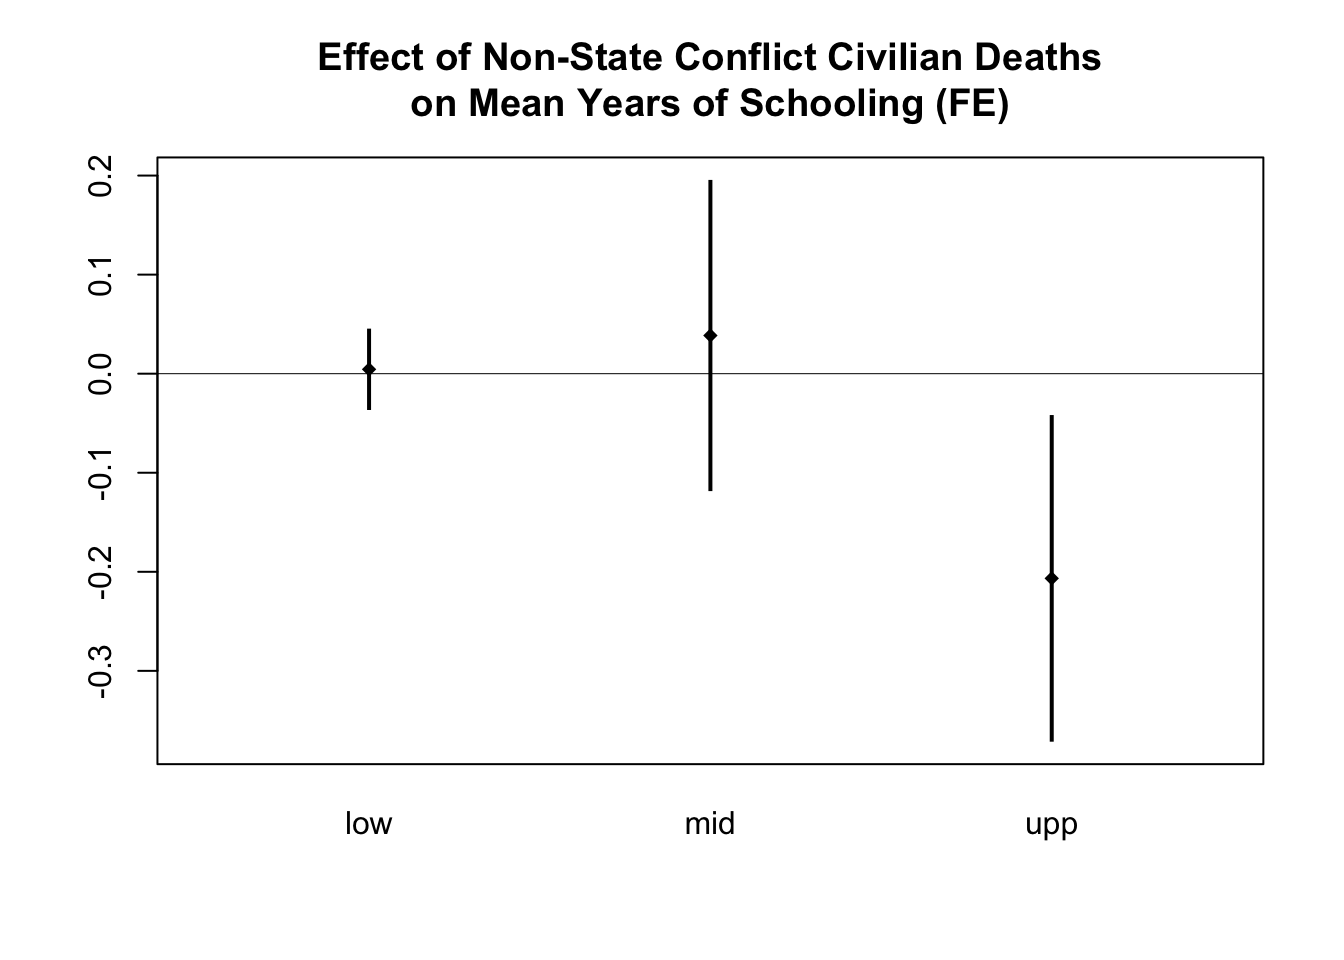 Effect of Non-State Conflict Civilian Deaths
on Mean Years of Schooling (FE)
0.2
0.1
0.0
-0.1
-0.2
-0.3
low mid upp